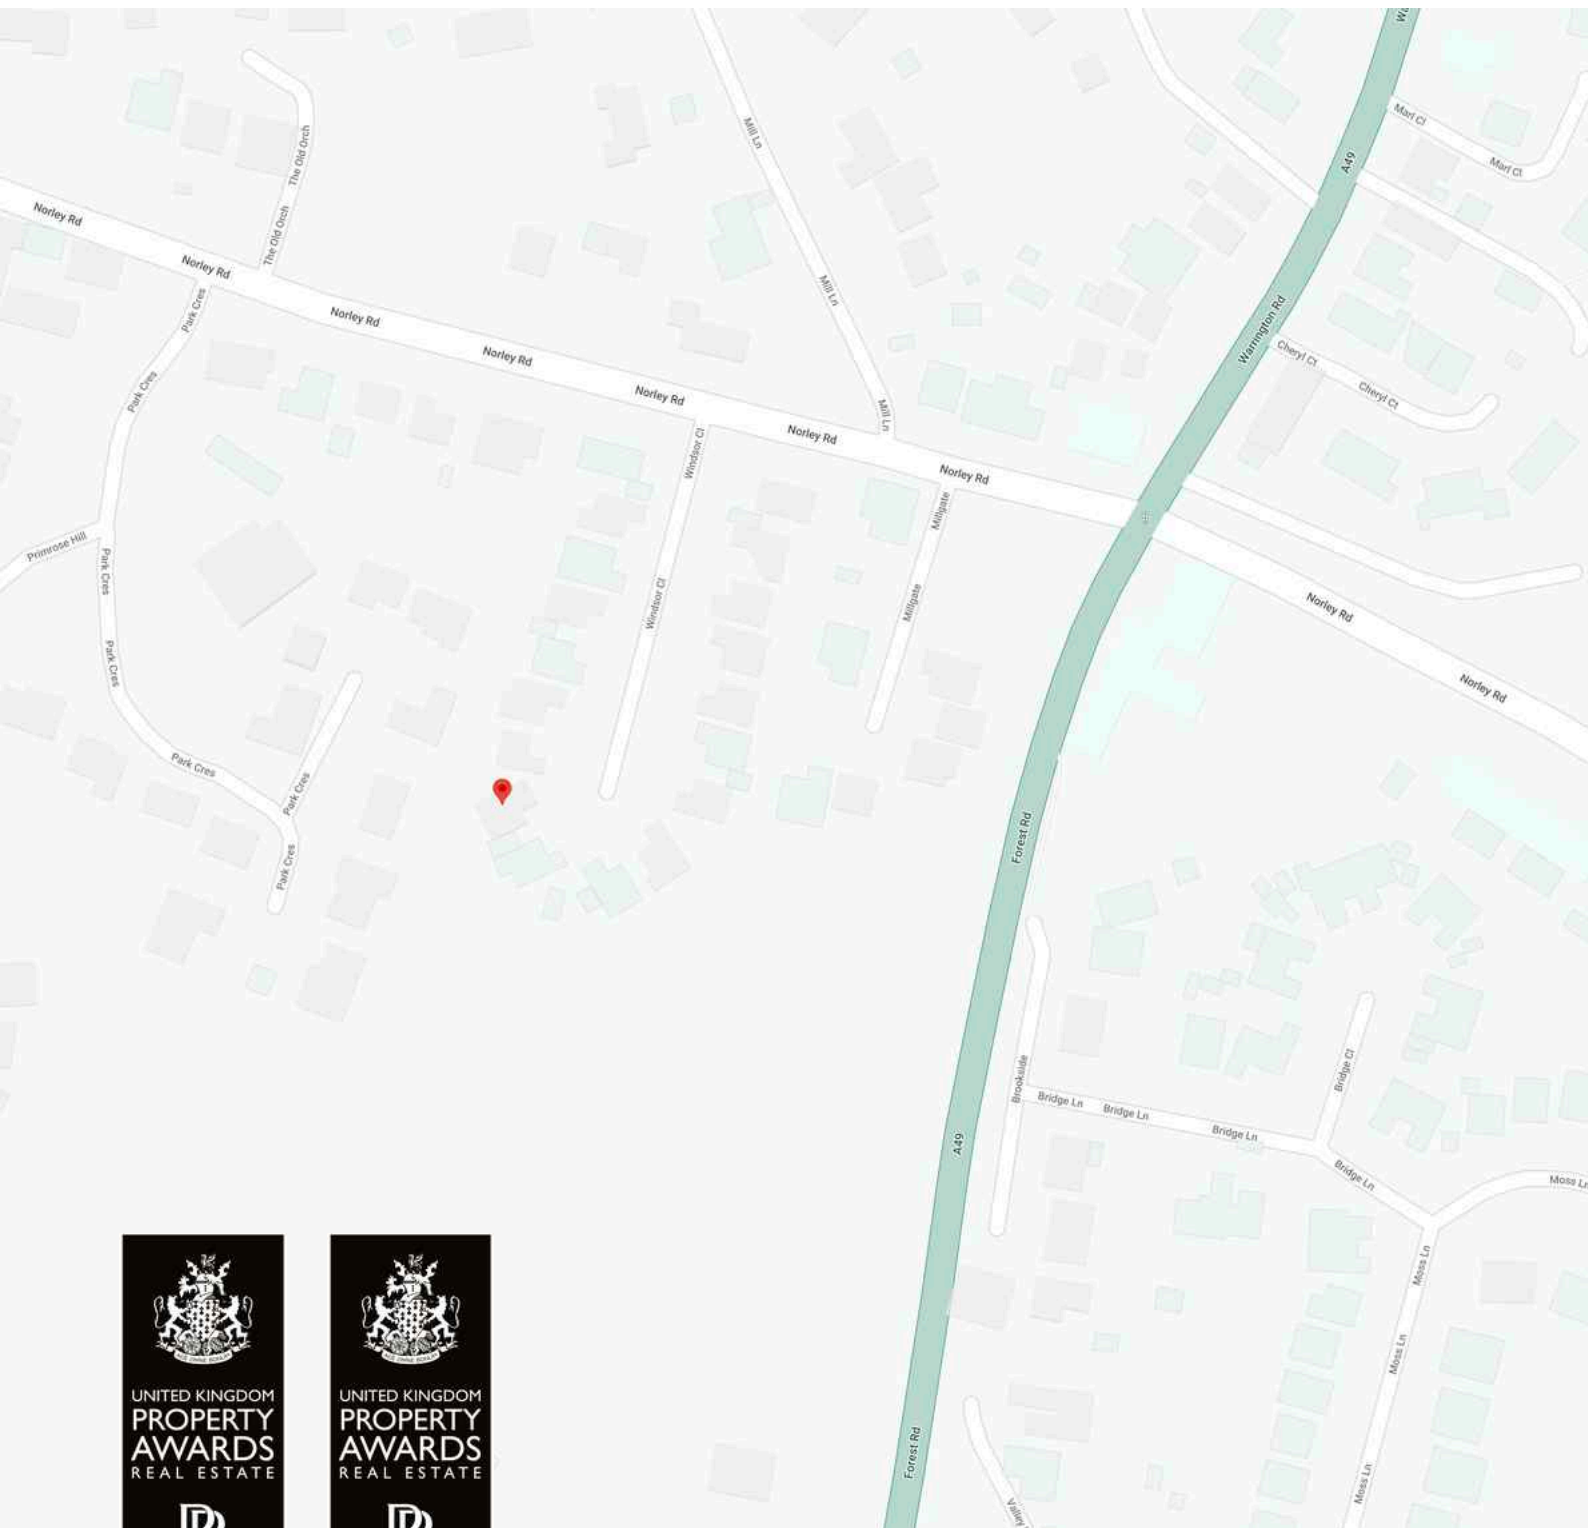 Wa
Marl Cl
A49
Marl Ct
Mill Ln
The Old Orch
Norley Rd
The Old Orch
Norley Rd
Park Cres
Norley Rd
Mill Ln
Warrington Rd
Cheryl Ct
Cheryl Ct
Norley Rd
Park Cres
Norley Rd
Mill Ln
Norley Rd
Windsor Cl
Norley Rd
Millgate
Primrose Hill
Park Cres
Windsor Cl
Millgate
Norley Rd
Park Cres
Norley Rd
Park Cres
Park Cres
Forest Rd
Park Cres
Brookside
Bridge Ln
Bridge Ln
Bridge Ln
Bridge Cl
A49
Bridge Ln
Moss Ln
Moss Ln
Moss Ln
Forest Rd
Moss Ln
Valley
UNITED KINGDOM
PROPERTY
AWARDS
REAL ESTATE
UNITED KINGDOM
PROPERTY
AWARDS
REAL ESTATE